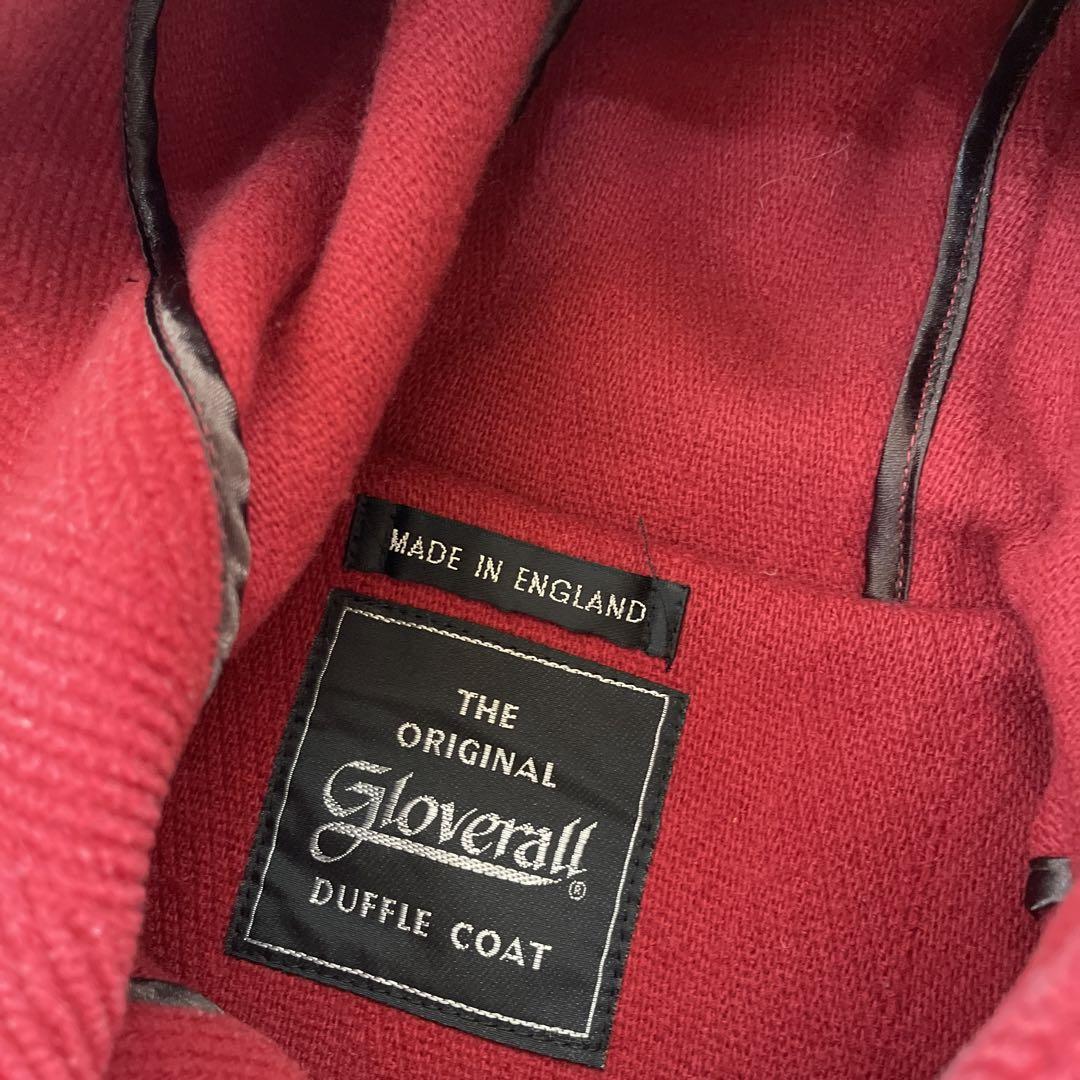 MADE IN ENGLAND
THE
ORIGINAL
Gloverall®
DUFFLE COAT